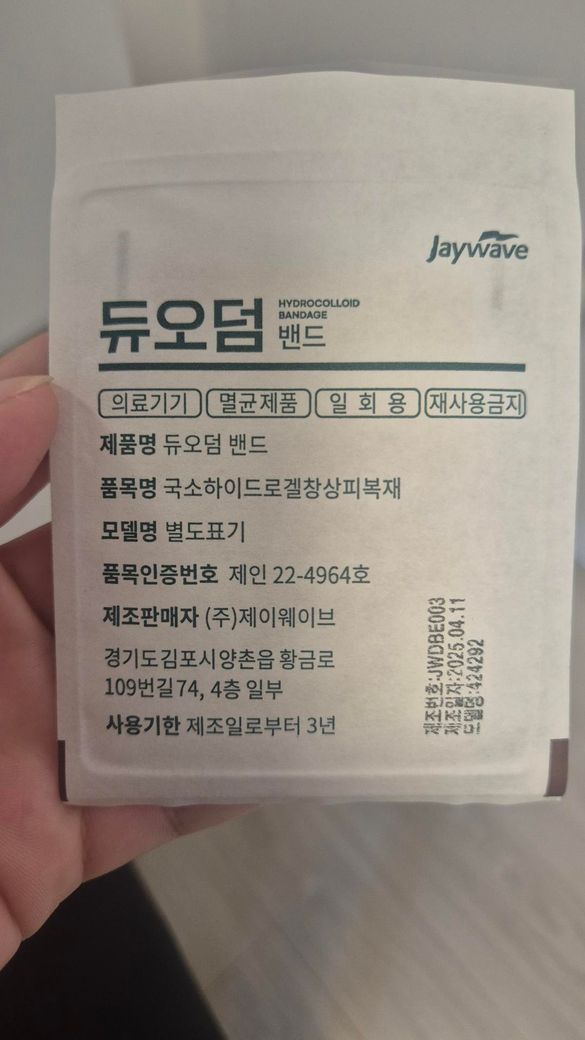 Jaywave
듀오덤 HYDROCOLLOID
BANDAGE
밴드
의료기기 멸균제품 일 회 용 재사용금지
제품명 듀오덤 밴드
품목명 국소하이드로겔창상피복재
모델명 별도표기
품목인증번호 제인 22-4964호
제조판매자 (주)제이웨이브
경기도김포시양촌읍 황금로
109번길74, 4층 일부
사용기한 제조일로부터 3년
제조번호:JWDBE003
제조일자:2025.04.11
모델명:424292